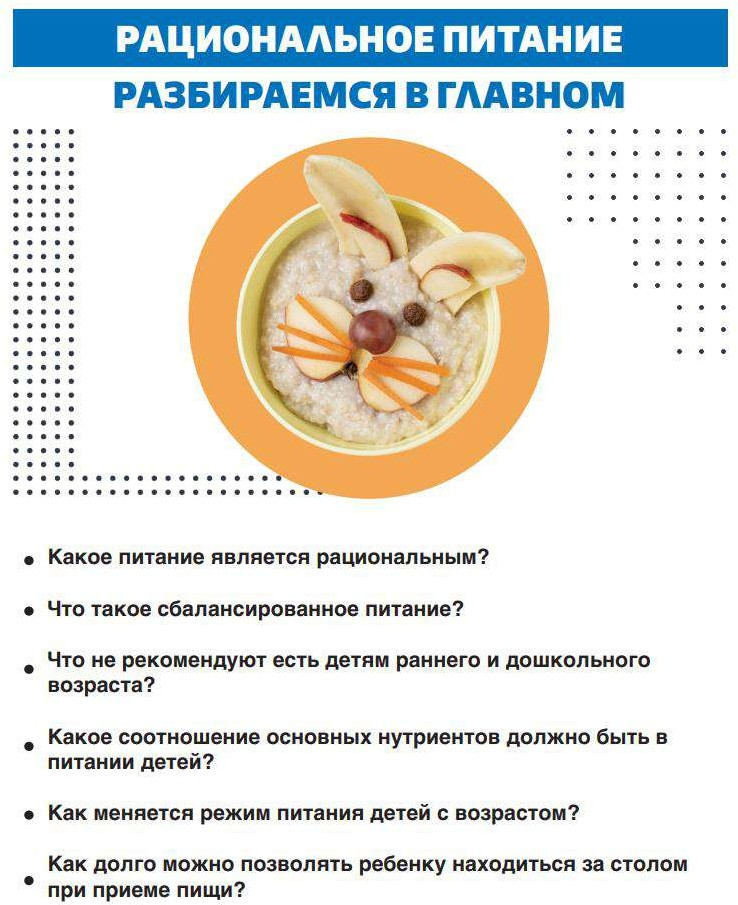 РАЦИОНАЛЬНОЕ ПИТАНИЕ
РАЗБИРАЕМСЯ В ГЛАВНОМ
• Какое питание является рациональным?
• Что такое сбалансированное питание?
• Что не рекомендуют есть детям раннего и дошкольного
возраста?
• Какое соотношение основных нутриентов должно быть в
питании детей?
• Как меняется режим питания детей с возрастом?
• Как долго можно позволять ребенку находиться за столом
при приеме пищи?